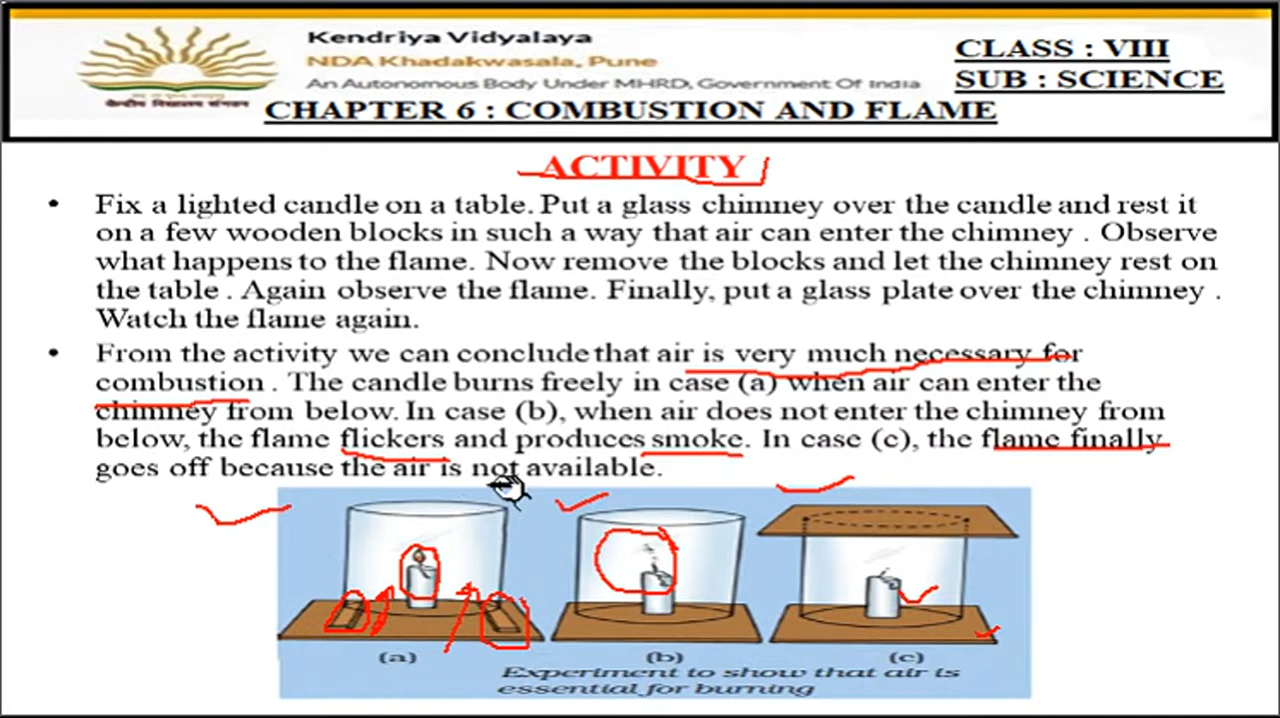 Kendriya Vidyalaya
NDA Khadakwasala, Pune
An Autonomous Body Under MHRD, Government Of India
केन्द्रीय विद्यालय संगठन
CLASS : VIII
SUB : SCIENCE
CHAPTER 6 : COMBUSTION AND FLAME
ACTIVITY
• Fix a lighted candle on a table. Put a glass chimney over the candle and rest it
on a few wooden blocks in such a way that air can enter the chimney . Observe
what happens to the flame. Now remove the blocks and let the chimney rest on
the table . Again observe the flame. Finally, put a glass plate over the chimney .
Watch the flame again.
• From the activity we can conclude that air is very much necessary for
combustion . The candle burns freely in case (a) when air can enter the
chimney from below. In case (b), when air does not enter the chimney from
below, the flame flickers and produces smoke. In case (c), the flame finally
goes off because the air is not available.
(a) (b) (c)
Experiment to show that air is
essential for burning